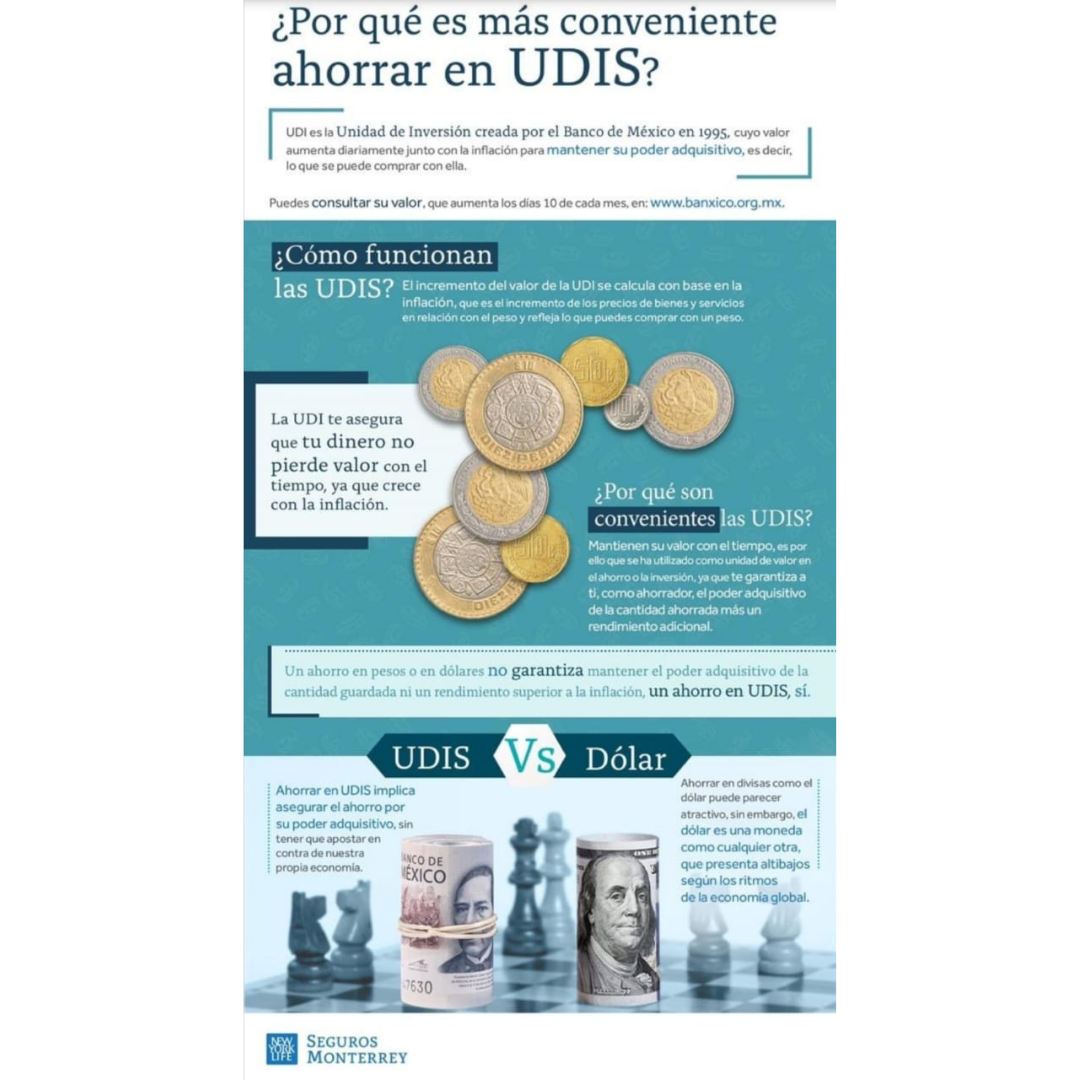 ¿Por qué es más conveniente
ahorrar en UDIS?
UDI es la Unidad de Inversión creada por el Banco de México en 1995, cuyo valor
aumenta diariamente junto con la inflación para mantener su poder adquisitivo, es decir,
lo que se puede comprar con ella.
Puedes consultar su valor, que aumenta los días 10 de cada mes, en: www.banxico.org.mx.
¿Cómo funcionan
las UDIS?
El incremento del valor de la UDI se calcula con base en la
inflación, que es el incremento de los precios de bienes y servicios
en relación con el peso y refleja lo que puedes comprar con un peso.
La UDI te asegura
que tu dinero no
pierde valor con el
tiempo, ya que crece
con la inflación.
DIEZ PESOS
¿Por qué son
convenientes las UDIS?
Mantienen su valor con el tiempo, es por
ello que se ha utilizado como unidad de valor en
el ahorro o la inversión, ya que te garantiza a
ti, como ahorrador, el poder adquisitivo
de la cantidad ahorrada más un
rendimiento adicional.
Un ahorro en pesos o en dólares no garantiza mantener el poder adquisitivo de la
cantidad guardada ni un rendimiento superior a la inflación, un ahorro en UDIS, sí.
UDIS Vs Dólar
Ahorrar en UDIS implica
asegurar el ahorro por
su poder adquisitivo, sin
tener que apostar en
contra de nuestra
propia economía.
Ahorrar en divisas como el
dólar puede parecer
atractivo, sin embargo, el
dólar es una moneda
como cualquier otra,
que presenta altibajos
según los ritmos
de la economía global.
ANCO DE
MÉXICO
7630
NEW
YORK
LIFE
SEGUROS
MONTERREY